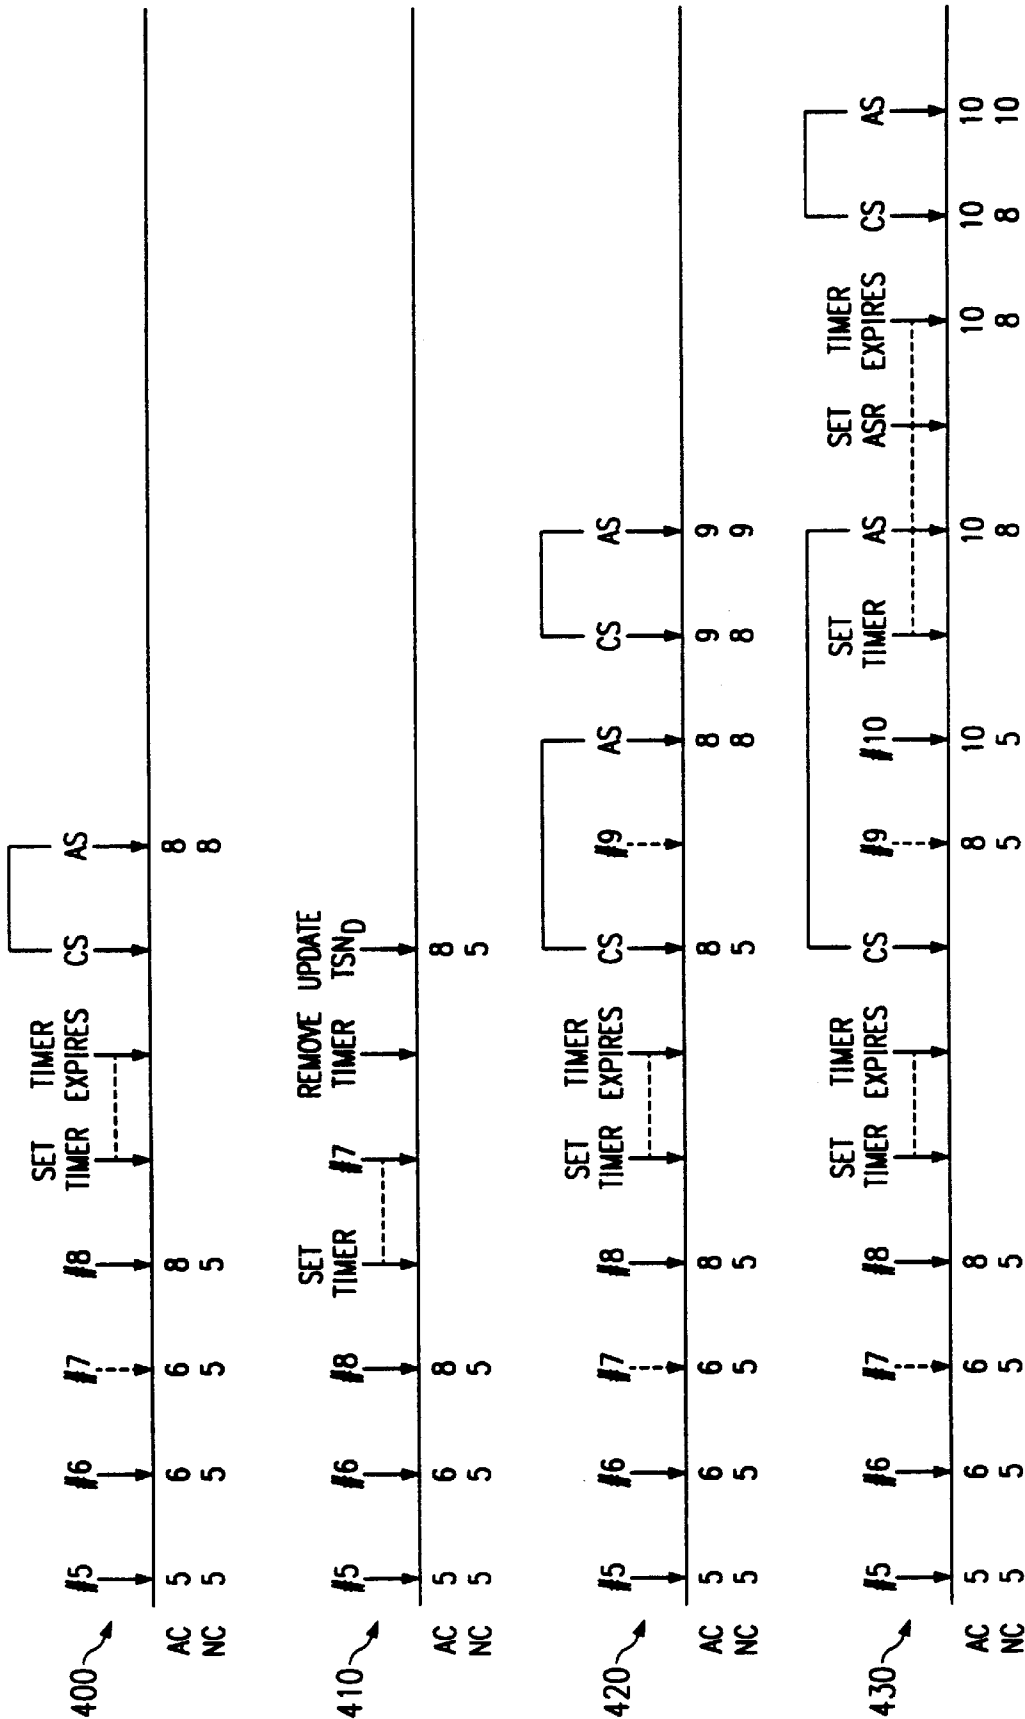 400
#5 #6 #7 #8 SET TIMER TIMER EXPIRES CS AS
AC 5 6 6 8 8
NC 5 5 5 5 8
410
#5 #6 #8 SET TIMER #7 REMOVE TIMER UPDATE TSND
AC 5 6 8 8
NC 5 5 5 5
420
#5 #6 #7 #8 SET TIMER TIMER EXPIRES CS #9 AS CS AS
AC 5 6 6 8 8 8 9 9
NC 5 5 5 5 5 8 8 9
430
#5 #6 #7 #8 SET TIMER TIMER EXPIRES CS #9 #10 SET TIMER AS SET ASR TIMER EXPIRES CS AS
AC 5 6 6 8 8 10 10 10 10 10
NC 5 5 5 5 5 5 8 8 8 10